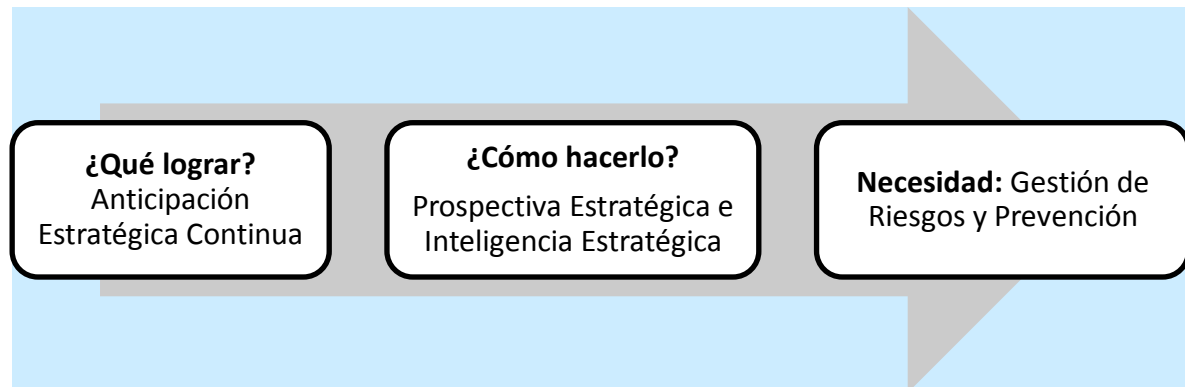 ¿Qué lograr?
Anticipación
Estratégica Continua
¿Cómo hacerlo?
Prospectiva Estratégica e
Inteligencia Estratégica
Necesidad: Gestión de
Riesgos y Prevención